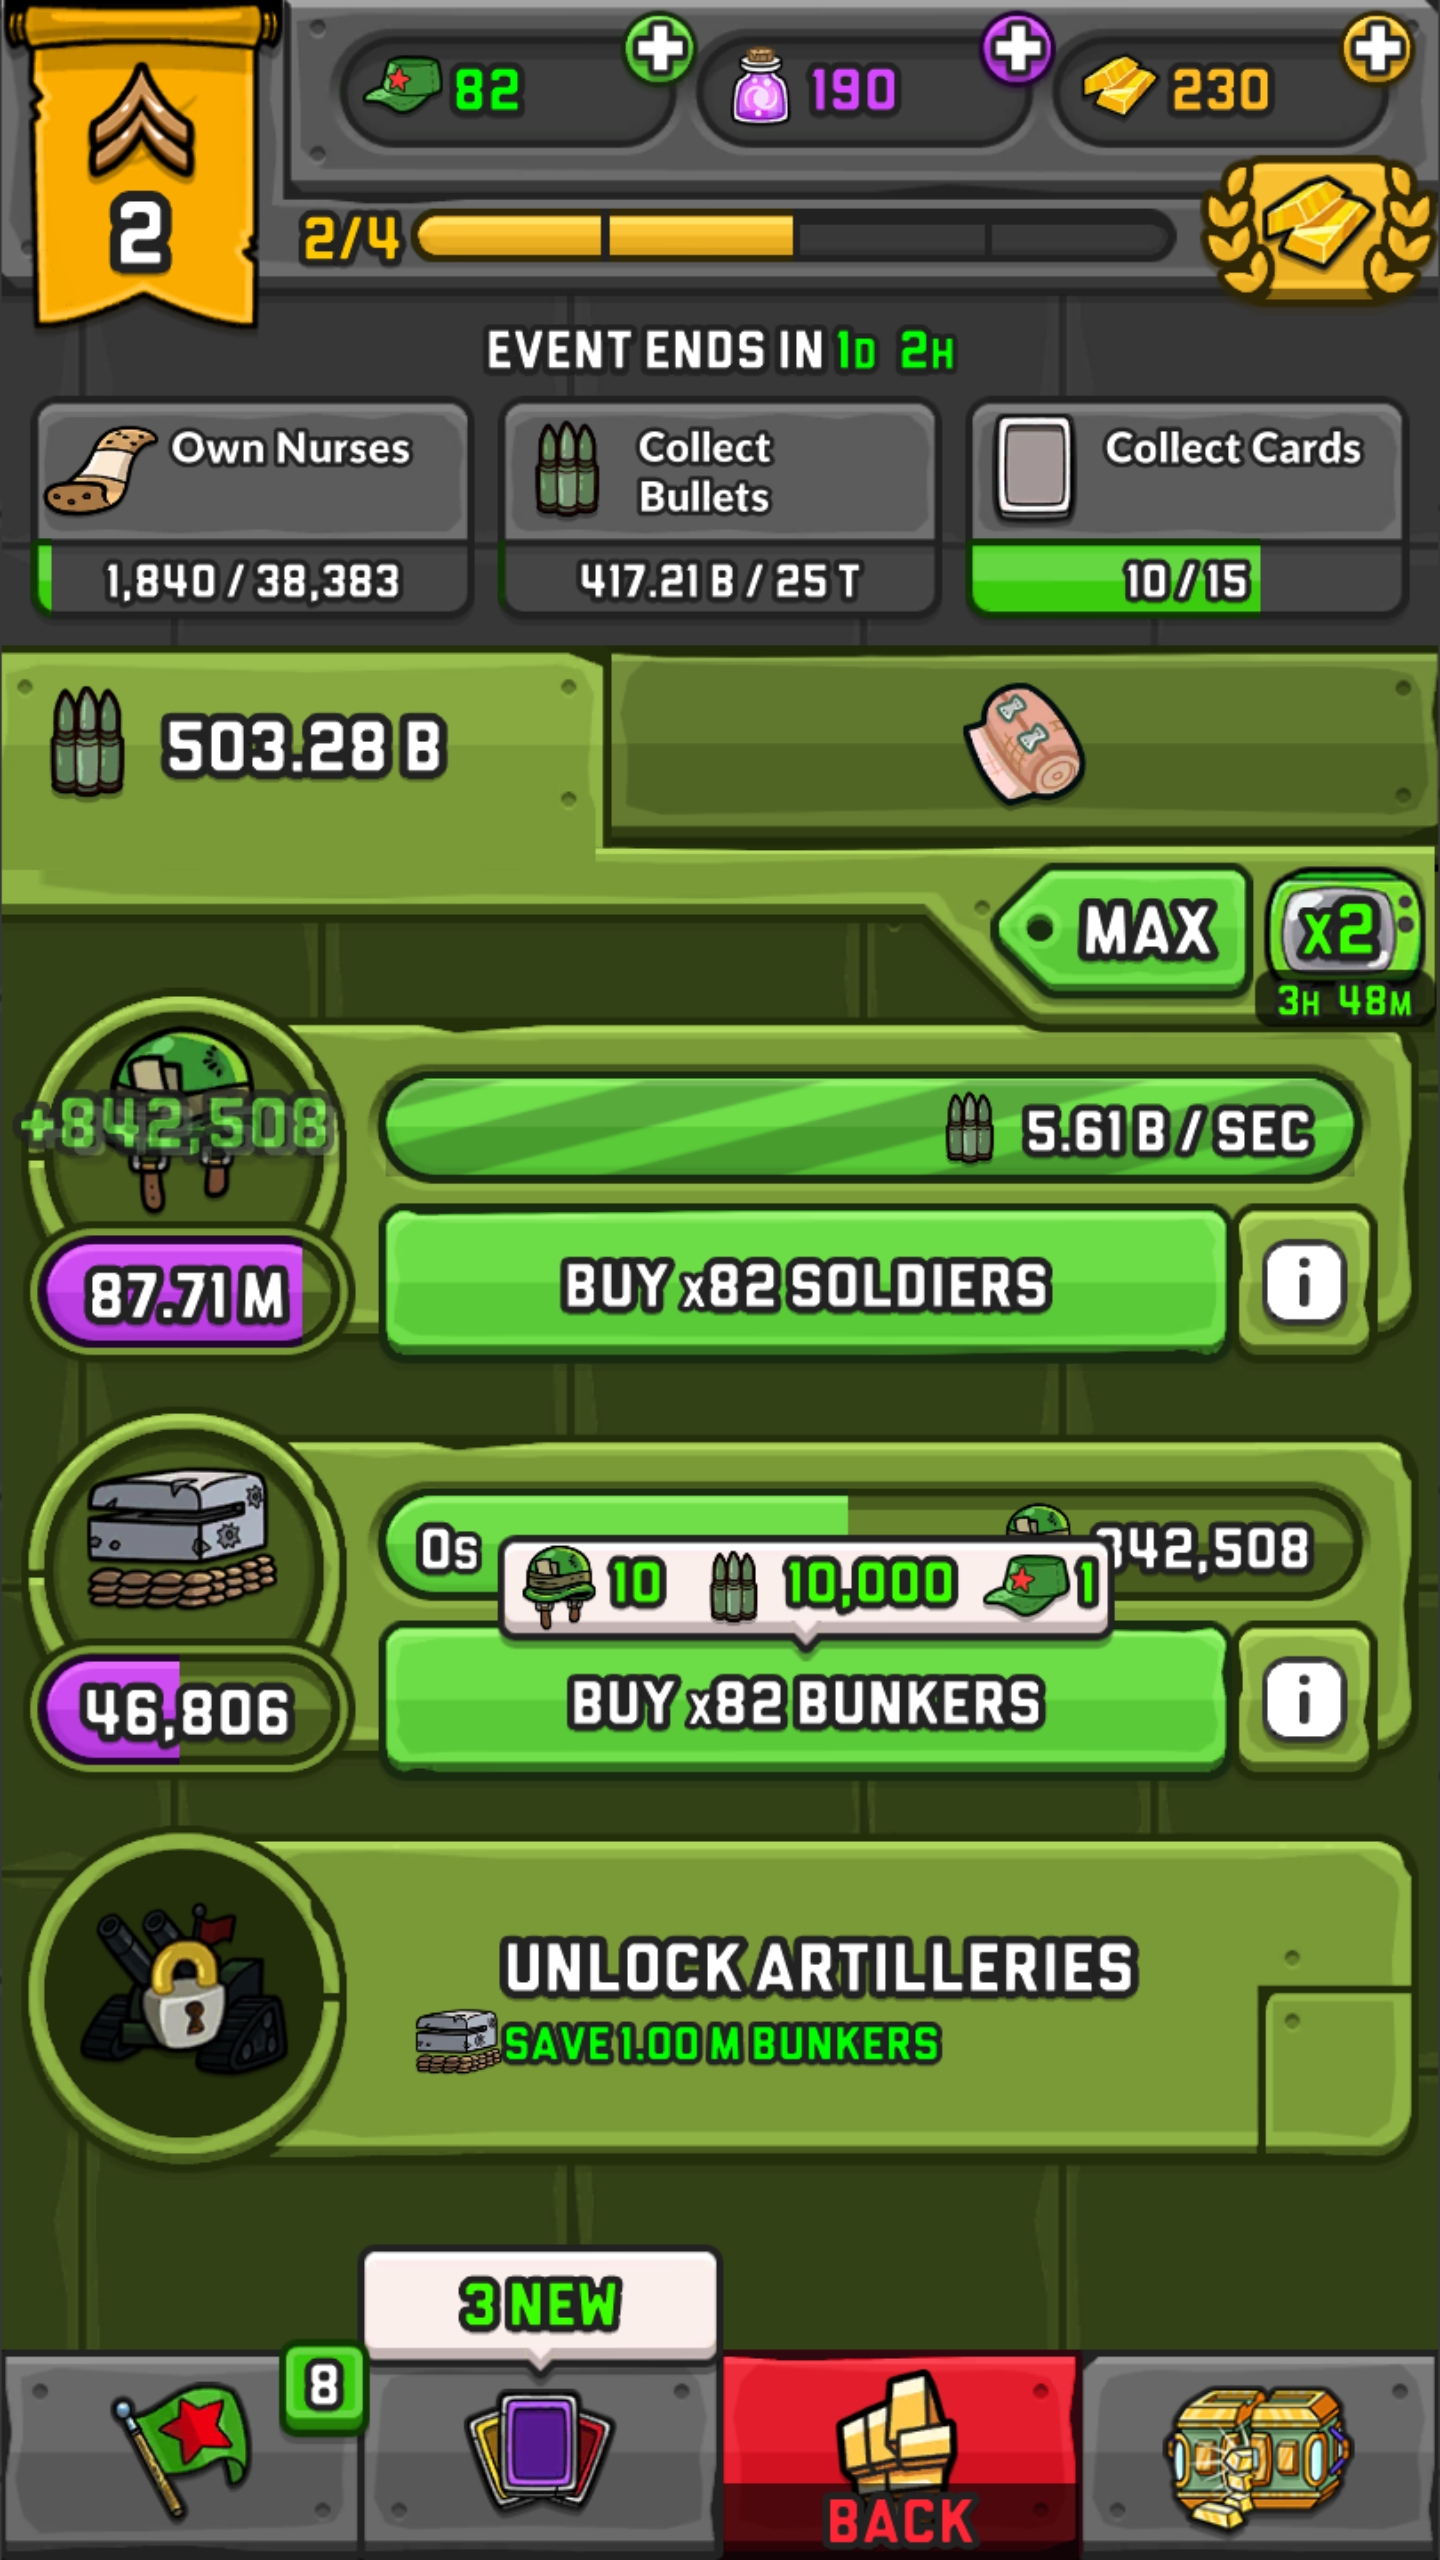 82 190 230
2
2/4
EVENT ENDS IN 1D 2H
Own Nurses
1,840 / 38,383
Collect
Bullets
417.21 B / 25 T
Collect Cards
10 / 15
503.28 B
MAX
x2
3H 48M
+842,508
5.61 B / SEC
87.71 M
BUY x82 SOLDIERS
i
0s
342,508
10 10,000 1
46,806
BUY x82 BUNKERS
i
UNLOCK ARTILLERIES
SAVE 1.00 M BUNKERS
3 NEW
8
BACK